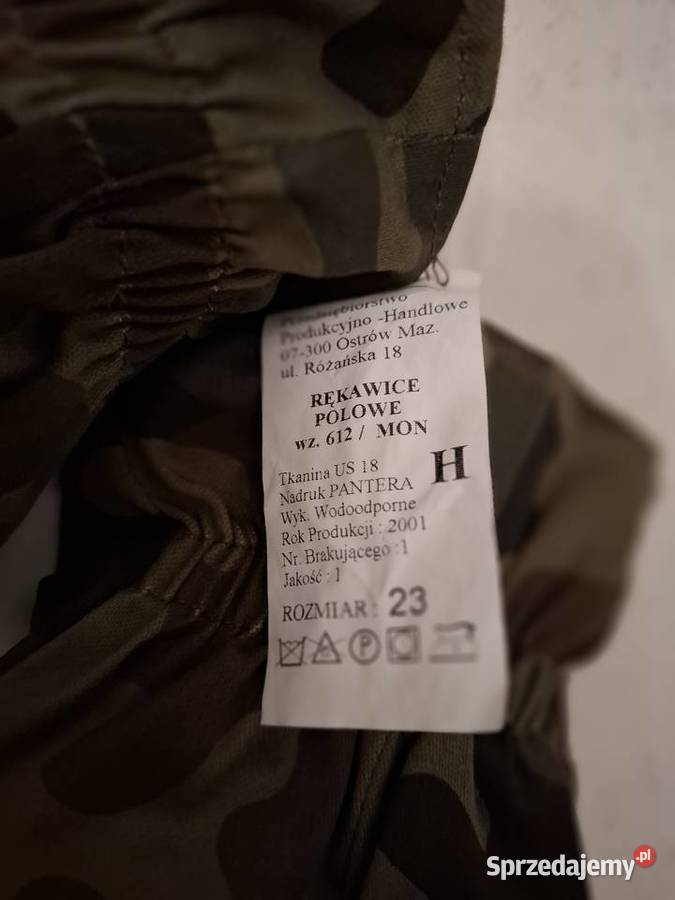 Przedsiębiorstwo
Produkcyjno -Handlowe
07-300 Ostrów Maz.
ul. Różańska 18
RĘKAWICE
POLOWE
wz. 612 / MON
H
Tkanina US 18
Nadruk PANTERA
Wyk. Wodoodporne
Rok Produkcji : 2001
Nr. Brakującego :1
Jakość : 1
ROZMIAR : 23
P
Sprzedajemy.pl